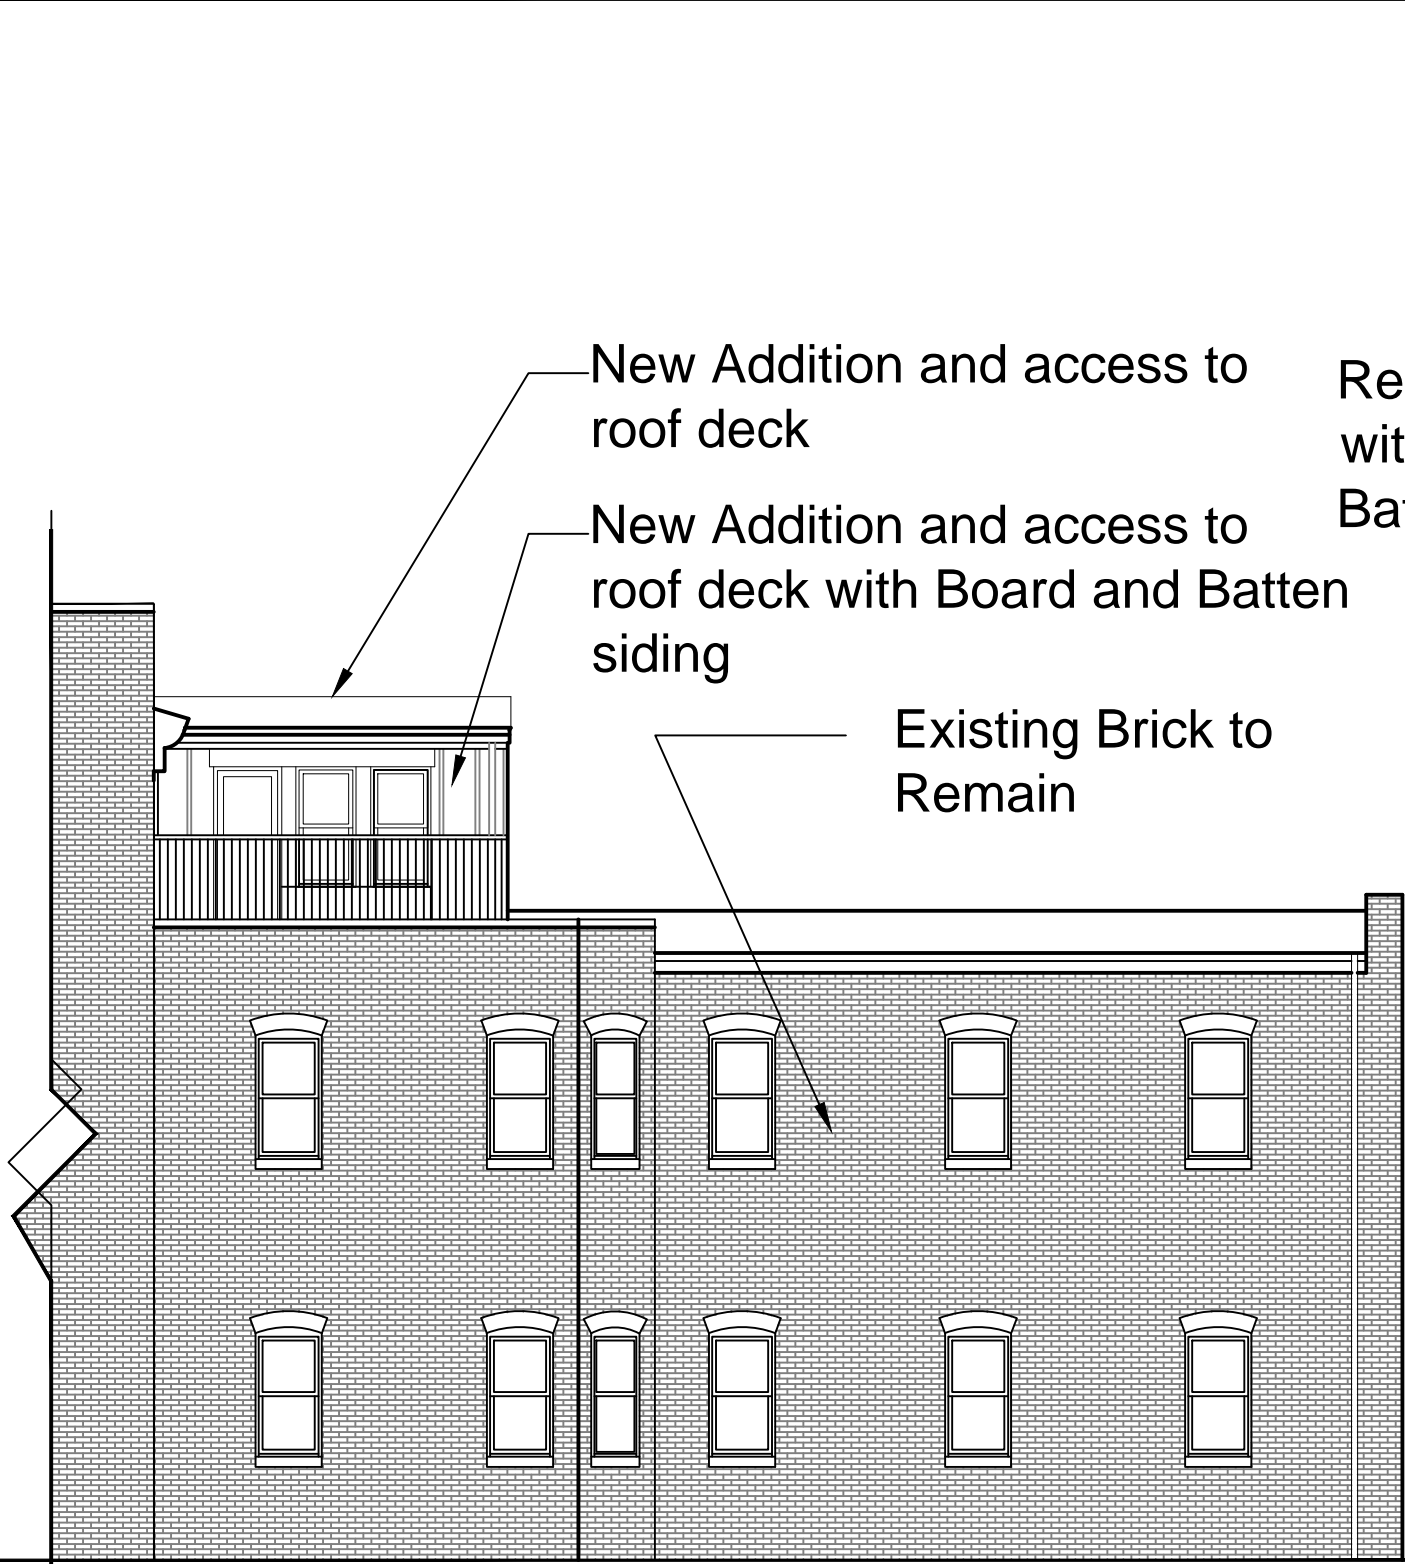 New Addition and access to
roof deck
New Addition and access to
roof deck with Board and Batten
siding
Existing Brick to
Remain